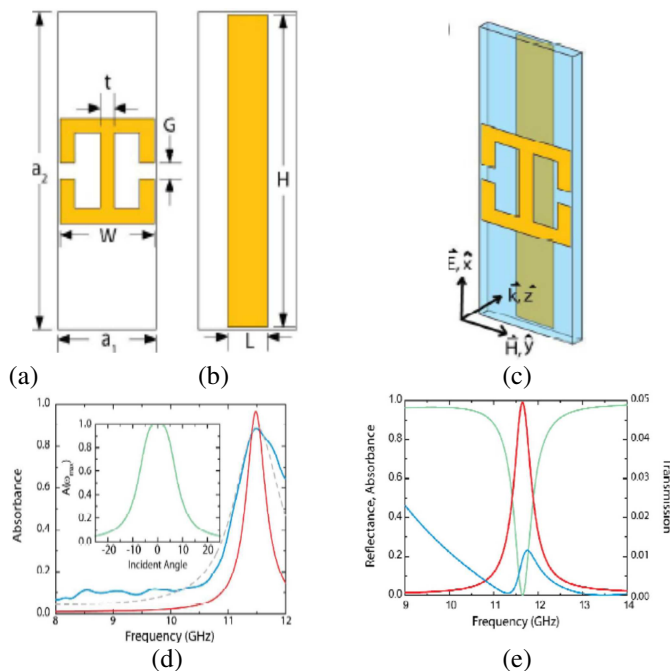 t
G
a2
W
H
a1
L
E, x̂
k, ẑ
H, ŷ
(a)
(b)
(c)
1.0
0.8
0.6
0.4
0.2
0.0
Absorbance
1.0
0.8
0.6
0.4
0.2
0.0
A(ωmax)
-20 -10 0 10 20
Incident Angle
8 9 10 11 12
Frequency (GHz)
(d)
1.0
0.8
0.6
0.4
0.2
0.0
Reflectance, Absorbance
0.05
0.04
0.03
0.02
0.01
0.00
Transmission
9 10 11 12 13 14
Frequency (GHz)
(e)